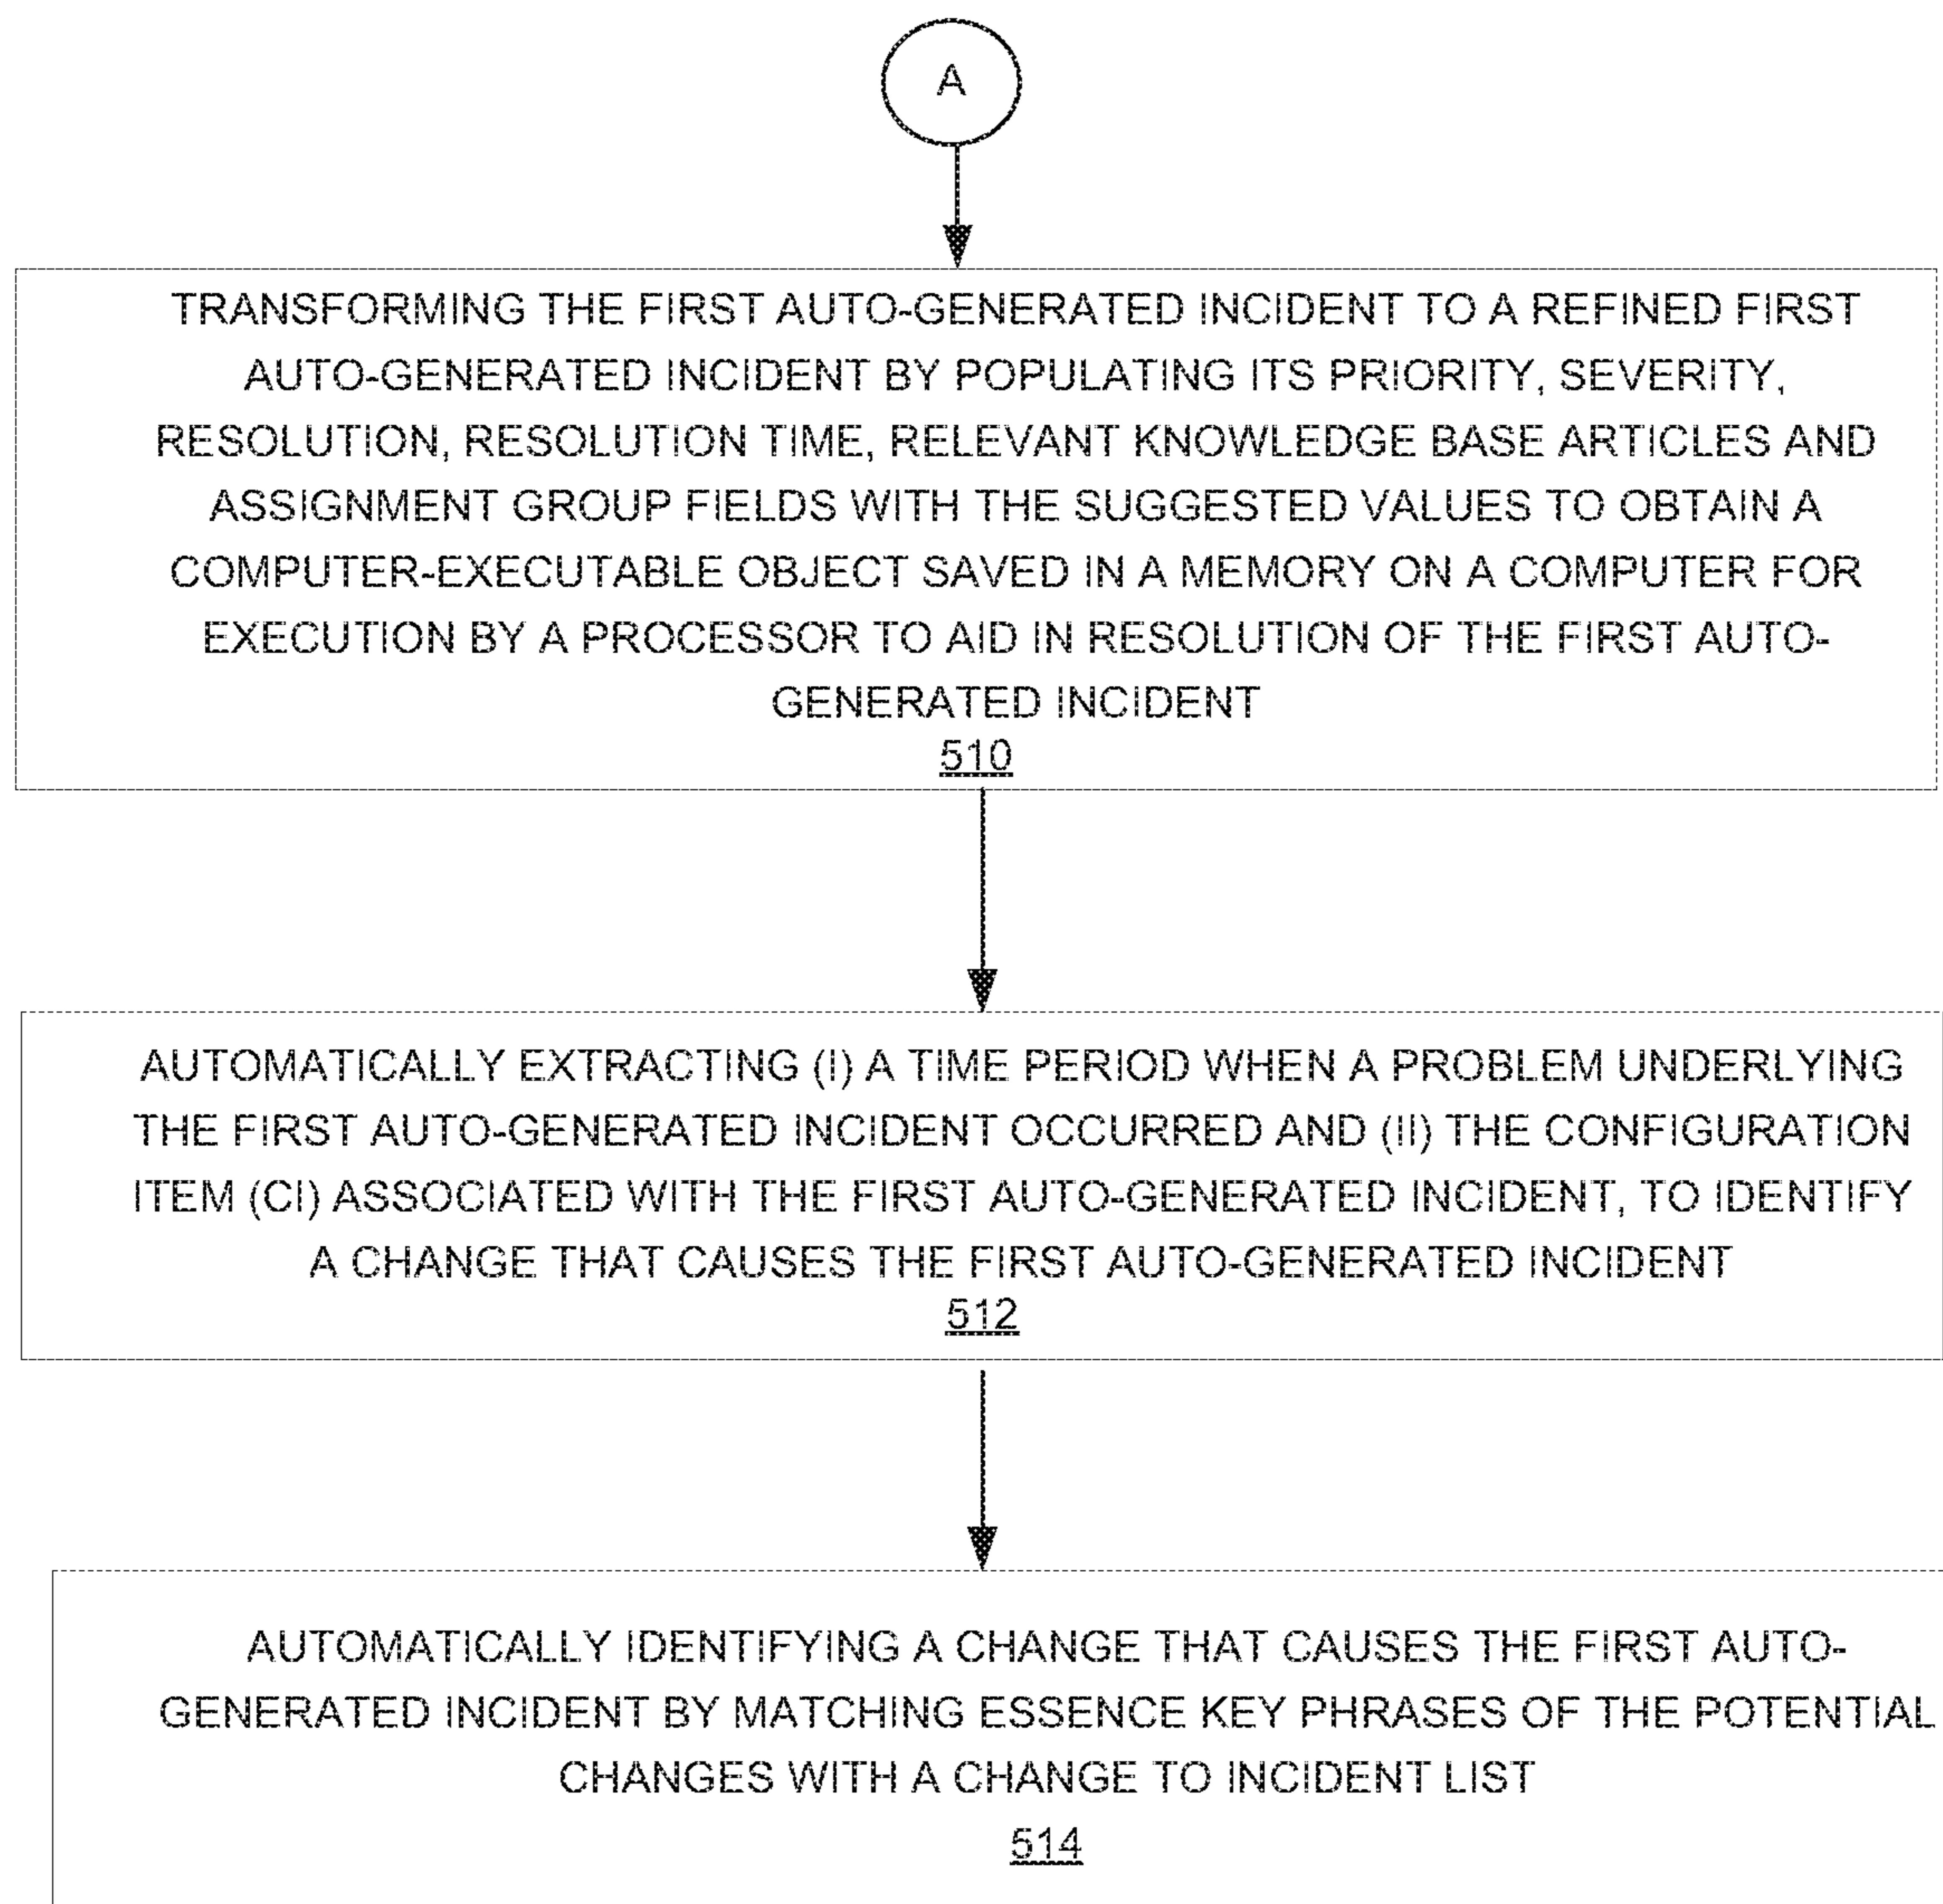 A
TRANSFORMING THE FIRST AUTO-GENERATED INCIDENT TO A REFINED FIRST
AUTO-GENERATED INCIDENT BY POPULATING ITS PRIORITY, SEVERITY,
RESOLUTION, RESOLUTION TIME, RELEVANT KNOWLEDGE BASE ARTICLES AND
ASSIGNMENT GROUP FIELDS WITH THE SUGGESTED VALUES TO OBTAIN A
COMPUTER-EXECUTABLE OBJECT SAVED IN A MEMORY ON A COMPUTER FOR
EXECUTION BY A PROCESSOR TO AID IN RESOLUTION OF THE FIRST AUTO-
GENERATED INCIDENT
510
AUTOMATICALLY EXTRACTING (I) A TIME PERIOD WHEN A PROBLEM UNDERLYING
THE FIRST AUTO-GENERATED INCIDENT OCCURRED AND (II) THE CONFIGURATION
ITEM (CI) ASSOCIATED WITH THE FIRST AUTO-GENERATED INCIDENT, TO IDENTIFY
A CHANGE THAT CAUSES THE FIRST AUTO-GENERATED INCIDENT
512
AUTOMATICALLY IDENTIFYING A CHANGE THAT CAUSES THE FIRST AUTO-
GENERATED INCIDENT BY MATCHING ESSENCE KEY PHRASES OF THE POTENTIAL
CHANGES WITH A CHANGE TO INCIDENT LIST
514